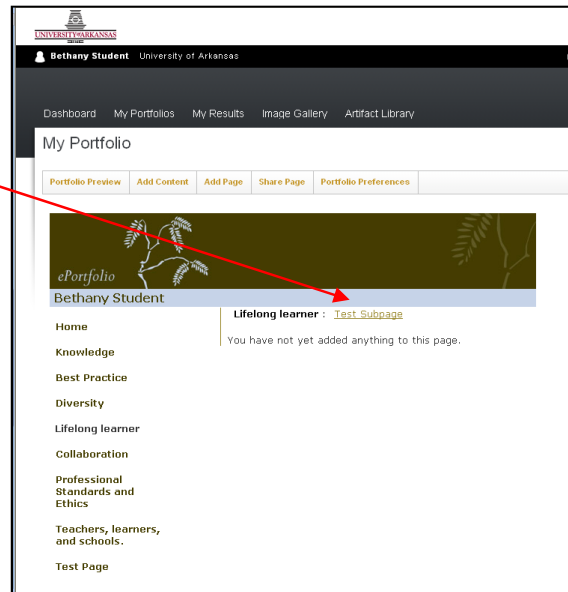 UNIVERSITY OF ARKANSAS
Bethany Student University of Arkansas
Dashboard My Portfolios My Results Image Gallery Artifact Library
My Portfolio
Portfolio Preview Add Content Add Page Share Page Portfolio Preferences
ePortfolio
Bethany Student
Lifelong learner : Test Subpage
You have not yet added anything to this page.
Home
Knowledge
Best Practice
Diversity
Lifelong learner
Collaboration
Professional
Standards and
Ethics
Teachers, learners,
and schools.
Test Page